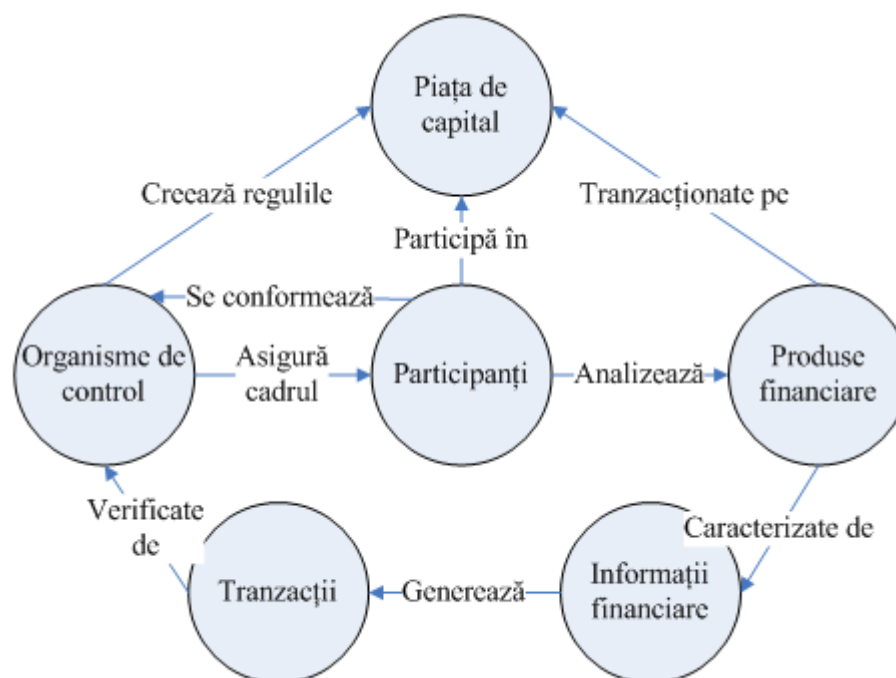 Piața de
capital
Creează regulile
Tranzacționate pe
Participă în
Se conformează
Organisme de
control
Asigură
cadrul
Participanți
Analizează
Produse
financiare
Verificate
de
Caracterizate de
Tranzacții
Generează
Informații
financiare